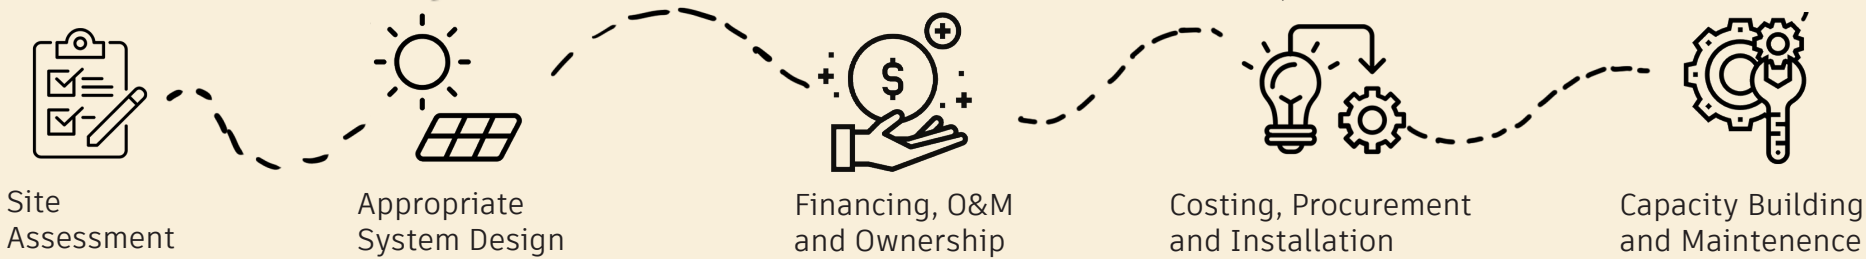 Site
Assessment
Appropriate
System Design
$
Financing, O&M
and Ownership
Costing, Procurement
and Installation
Capacity Building
and Maintenence